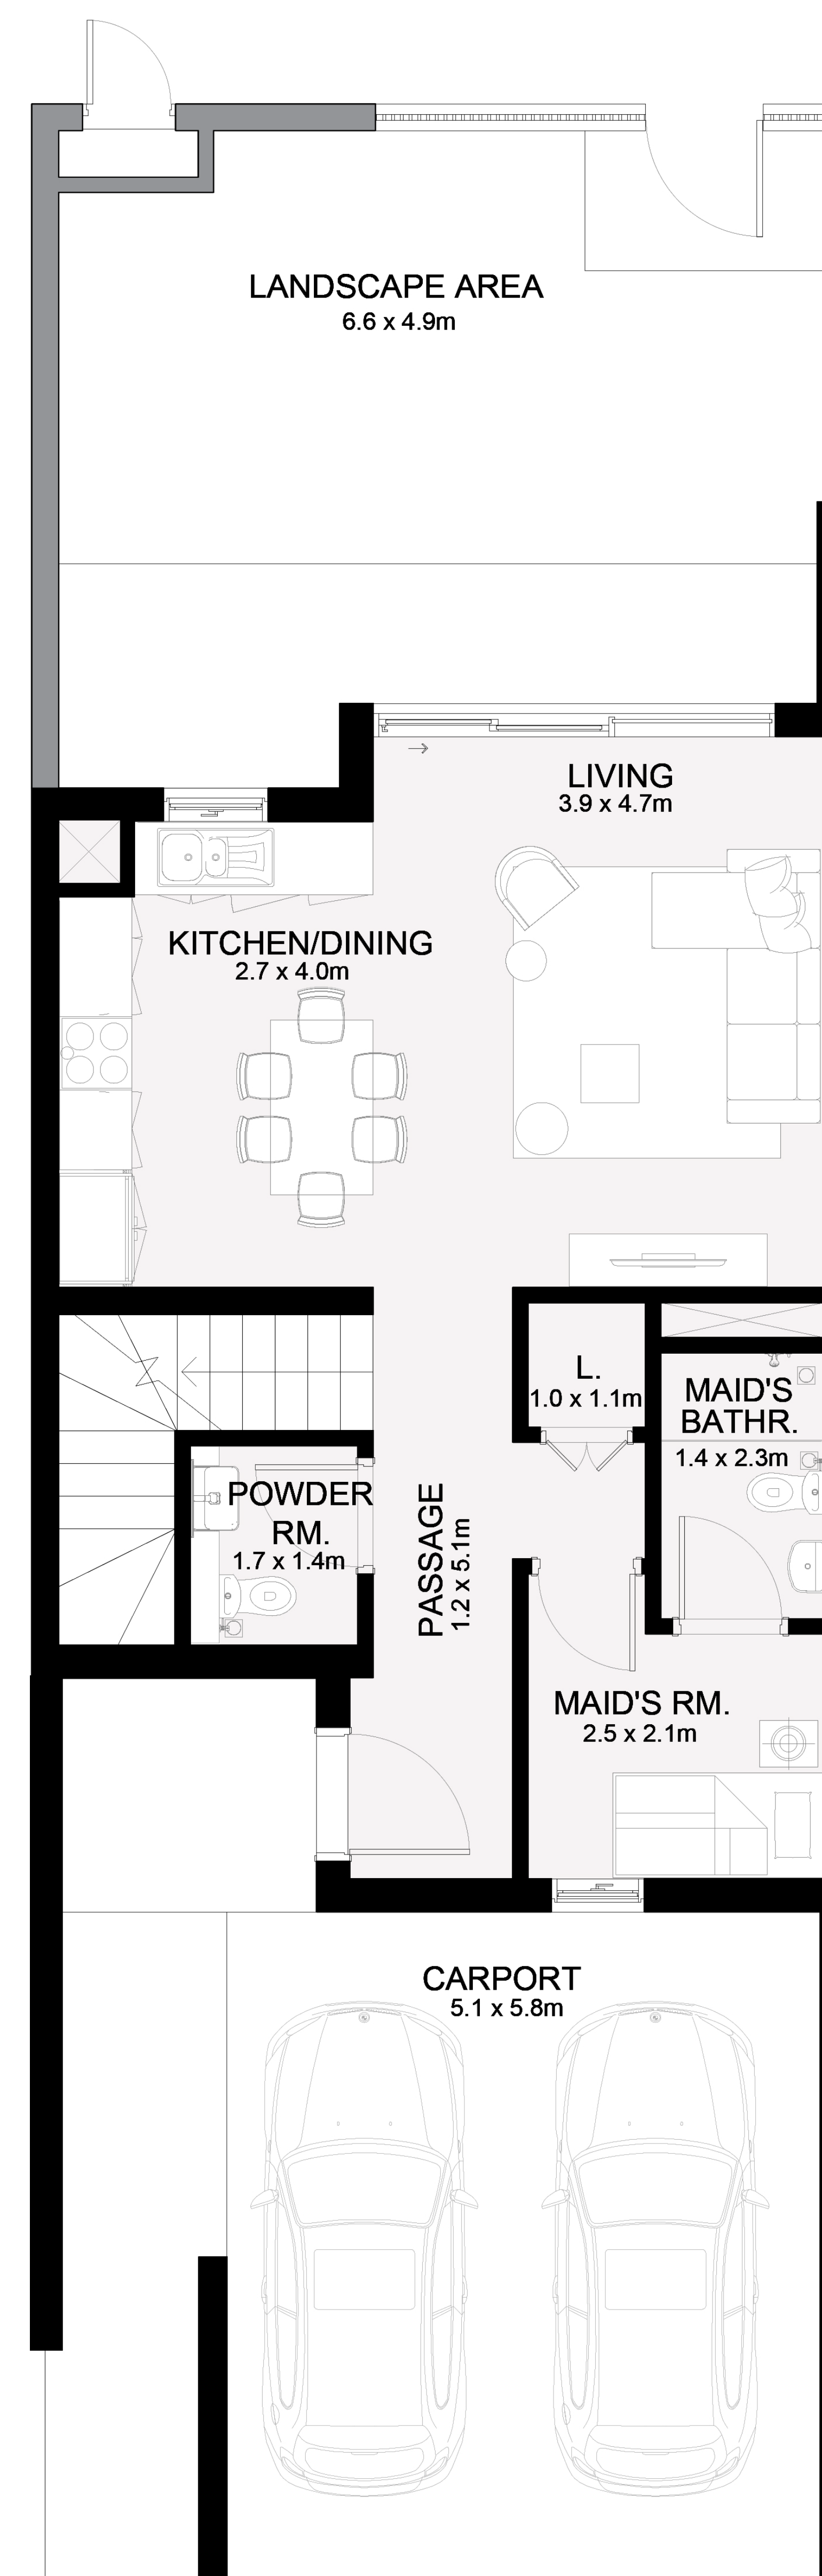 LANDSCAPE AREA
6.6 x 4.9m
LIVING
3.9 x 4.7m
KITCHEN/DINING
2.7 x 4.0m
L.
1.0 x 1.1m
MAID'S
BATHR.
1.4 x 2.3m
POWDER
RM.
1.7 x 1.4m
PASSAGE
1.2 x 5.1m
MAID'S RM.
2.5 x 2.1m
CARPORT
5.1 x 5.8m